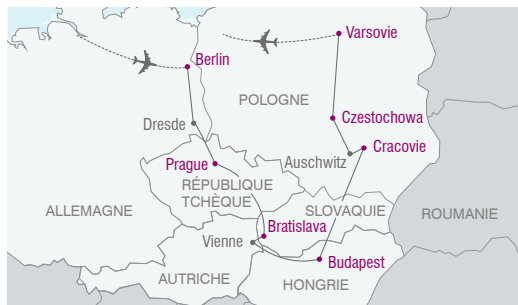 Varsovie
Berlin
POLOGNE
Czestochowa
Dresde
Cracovie
Auschwitz
Prague
RÉPUBLIQUE
TCHÈQUE
ALLEMAGNE
SLOVAQUIE
ROUMANIE
Bratislava
Vienne
Budapest
AUTRICHE
HONGRIE